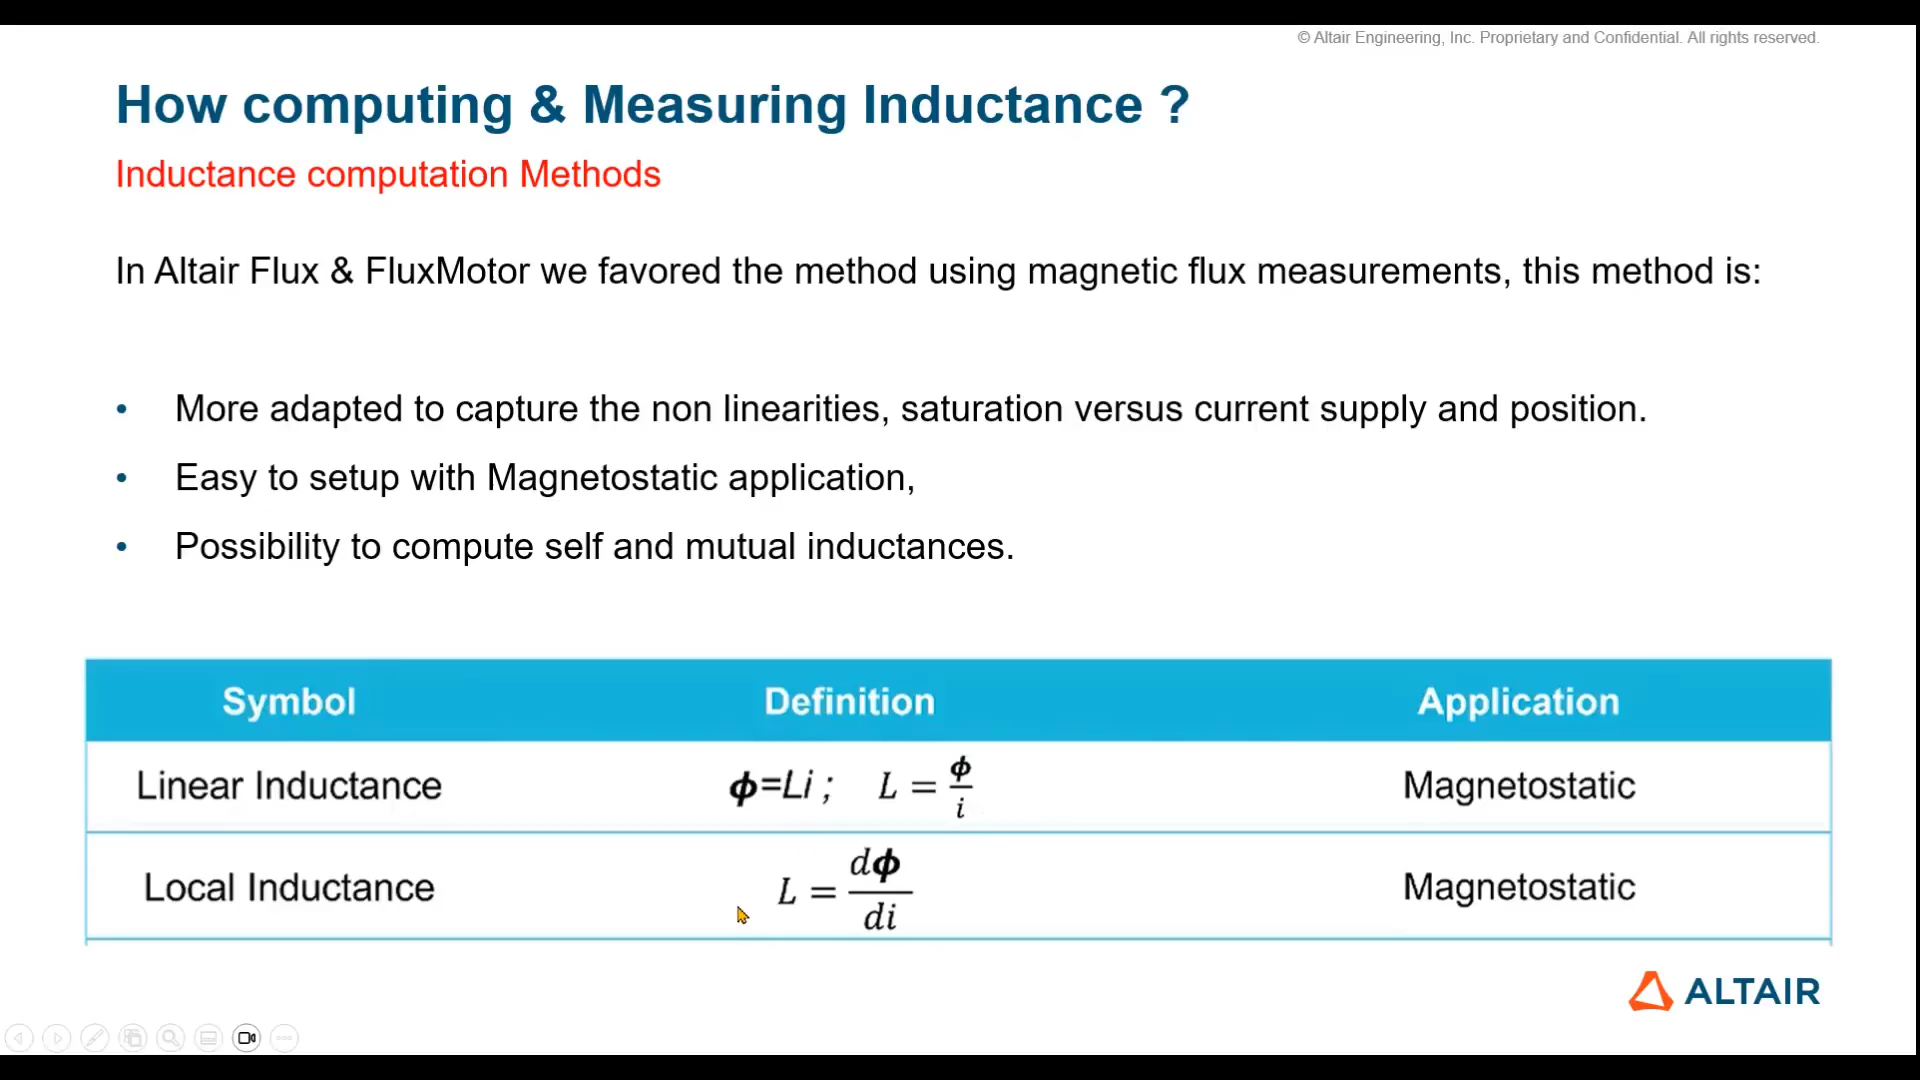 © Altair Engineering, Inc. Proprietary and Confidential. All rights reserved.
How computing & Measuring Inductance ?
Inductance computation Methods
In Altair Flux & FluxMotor we favored the method using magnetic flux measurements, this method is:
• More adapted to capture the non linearities, saturation versus current supply and position.
• Easy to setup with Magnetostatic application,
• Possibility to compute self and mutual inductances.
Symbol Definition Application
Linear Inductance ϕ=Li ; L = ϕ/i Magnetostatic
Local Inductance L = dϕ/di Magnetostatic
ALTAIR